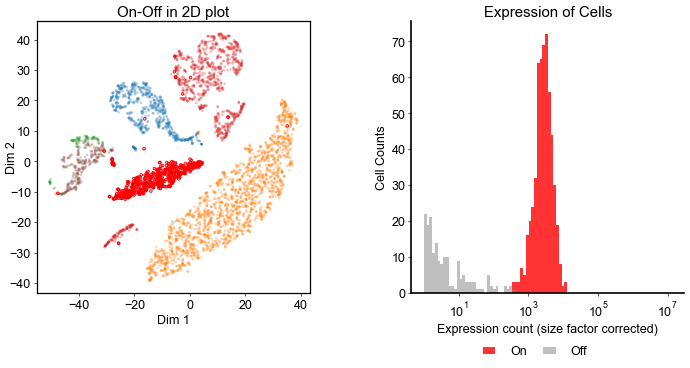 On-Off in 2D plot
Dim 2
40
30
20
10
0
−10
−20
−30
−40
−40 −20 0 20 40
Dim 1
Expression of Cells
Cell Counts
70
60
50
40
30
20
10
0
10^1 10^3 10^5 10^7
Expression count (size factor corrected)
On Off